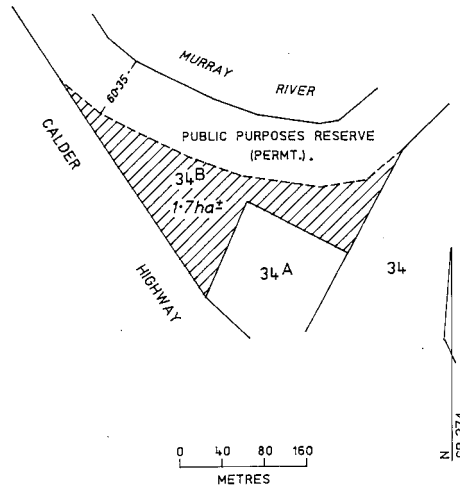 MURRAY
RIVER
60·35
PUBLIC PURPOSES RESERVE
(PERMT.).
CALDER
HIGHWAY
34B
1·7ha±
34A
34
N
0 40 80 160
METRES